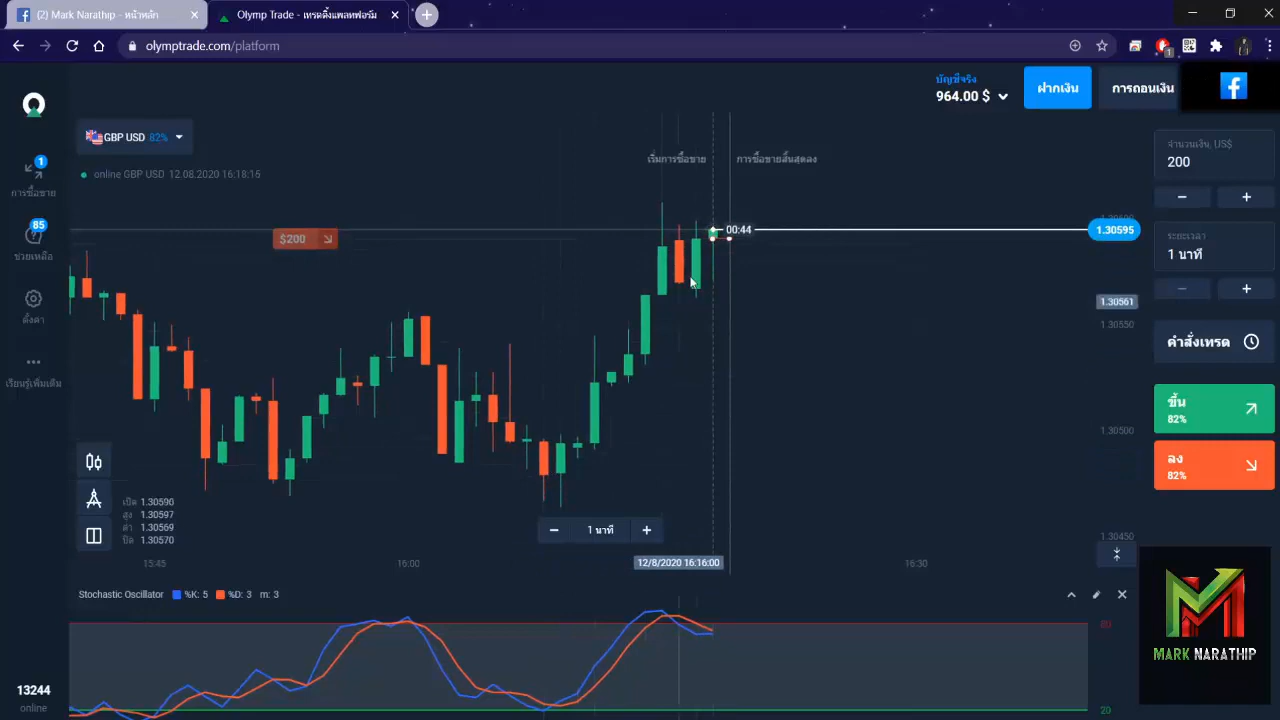 (2) Mark Narathip - หน้าหลัก
Olymp Trade - เทรดดิ้งแพลทฟอร์ม
olymptrade.com/platform
1
บัญชีจริง
964.00 $
ฝากเงิน
การถอนเงิน
GBP USD 82%
online GBP USD 12.08.2020 16:18:15
เริ่มการซื้อขาย
การซื้อขายสิ้นสุดลง
จำนวนเงิน, US$
200
1
การซื้อขาย
85
ช่วยเหลือ
$200
00:44
1.30595
ระยะเวลา
1 นาที
ตั้งค่า
1.30561
1.30550
คำสั่งเทรด
เรียนรู้เพิ่มเติม
ขึ้น
82%
1.30500
ลง
82%
เปิด 1.30590
สูง 1.30597
ต่ำ 1.30569
ปิด 1.30570
1 นาที
1.30450
15:45
16:00
12/8/2020 16:16:00
16:30
Stochastic Oscillator %K: 5 %D: 3 m: 3
80
20
13244
online
MARK NARATHIP